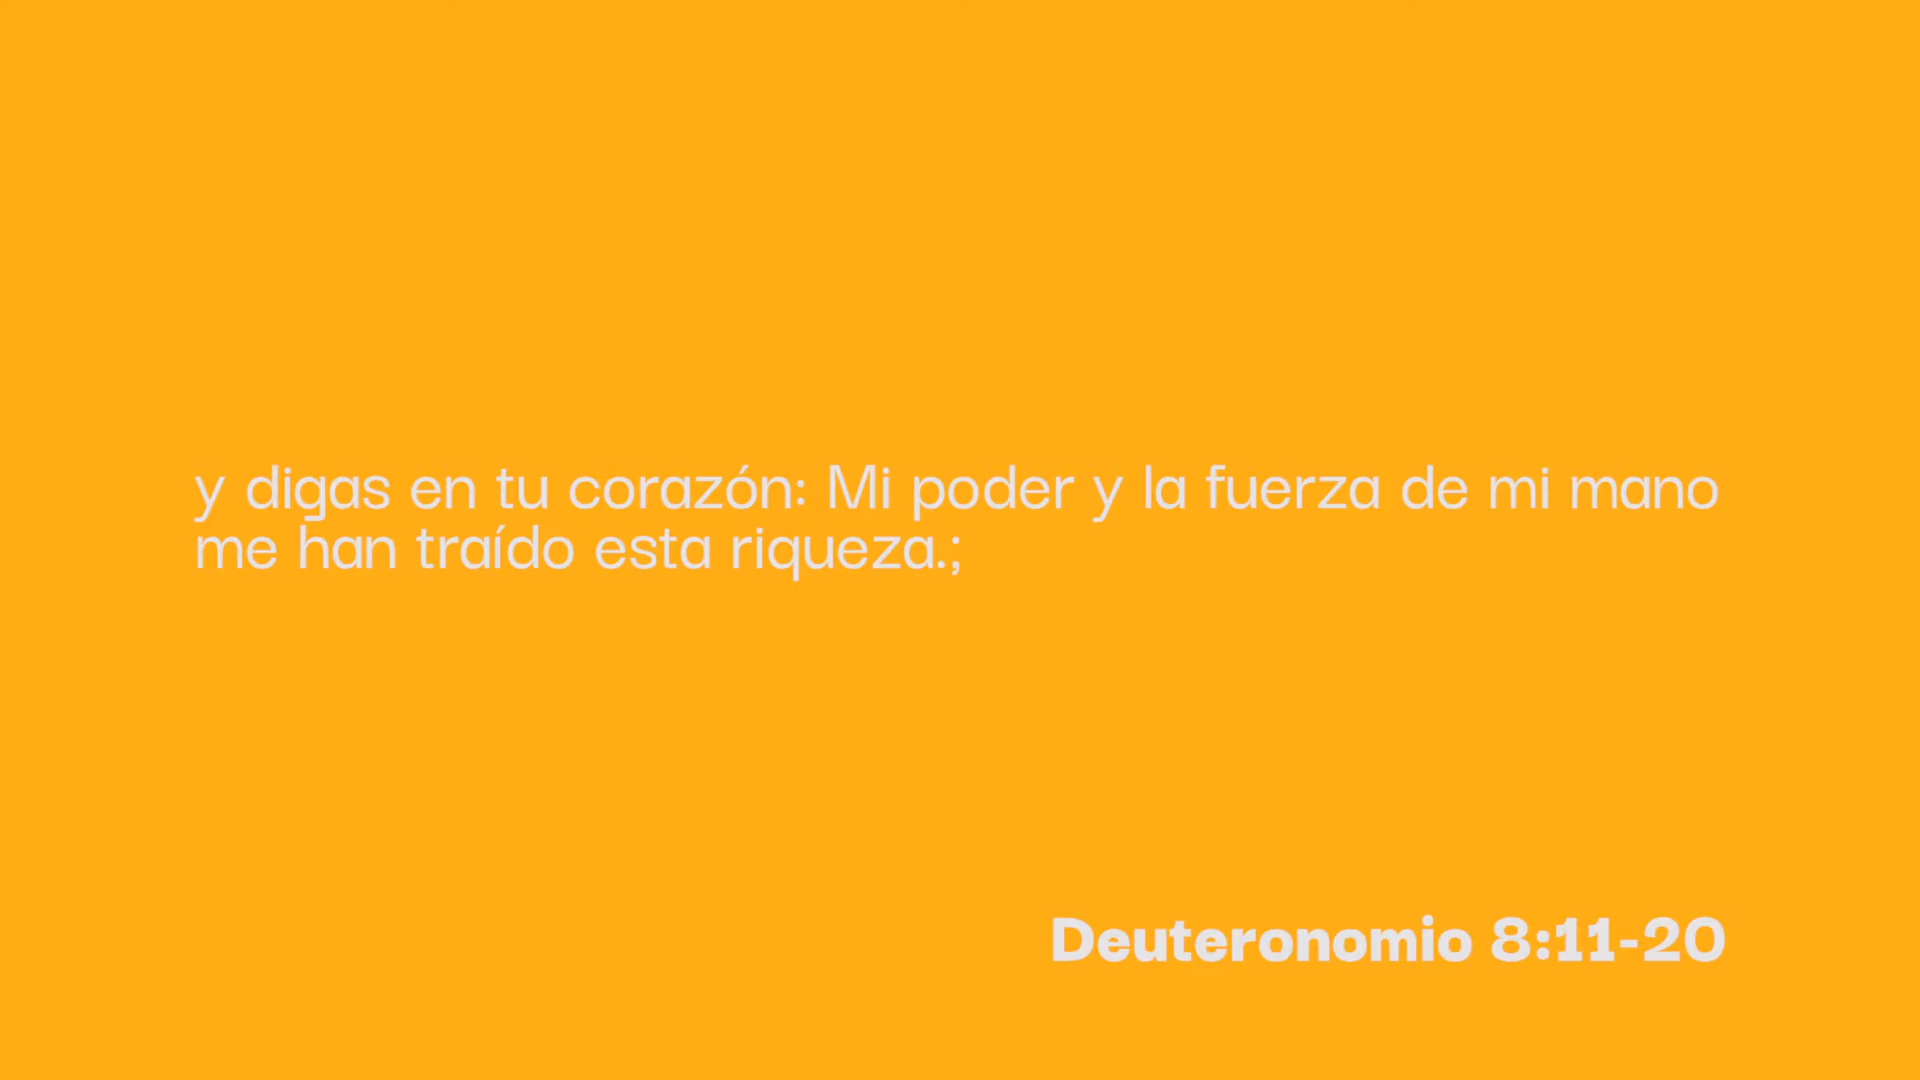 y digas en tu corazón: Mi poder y la fuerza de mi mano
me han traído esta riqueza.;
Deuteronomio 8:11-20